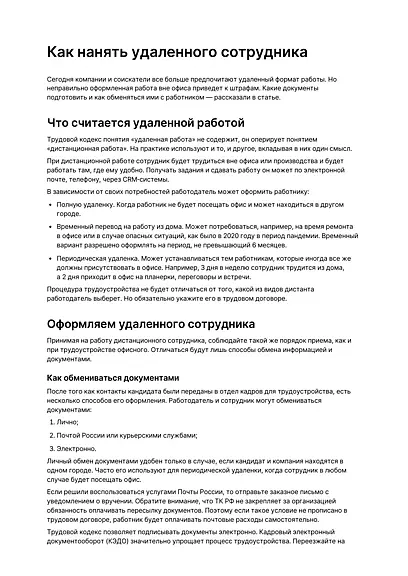 Как нанять удаленного сотрудника
Сегодня компании и соискатели все больше предпочитают удаленный формат работы. Но
неправильно оформленная работа вне офиса приведет к штрафам. Какие документы
подготовить и как обменяться ими с работником — рассказали в статье.
Что считается удаленной работой
Трудовой кодекс понятия «удаленная работа» не содержит, он оперирует понятием
«дистанционная работа». На практике используют и то, и другое, вкладывая в них один смысл.
При дистанционной работе сотрудник будет трудиться вне офиса или производства и будет
работать там, где ему удобно. Получать задания и сдавать работу он может по электронной
почте, телефону, через CRM-системы.
В зависимости от своих потребностей работодатель может оформить работнику:
• Полную удаленку. Когда работник не будет посещать офис и может находиться в другом
городе.
• Временный перевод на работу из дома. Может потребоваться, например, на время ремонта
в офисе или в случае опасных ситуаций, как было в 2020 году в период пандемии. Временный
вариант разрешено оформлять на период, не превышающий 6 месяцев.
• Периодическая удаленка. Может устанавливаться тем работникам, которые иногда все же
должны присутствовать в офисе. Например, 3 дня в неделю сотрудник трудится из дома,
а 2 дня приходит в офис на планерки, переговоры и встречи.
Процедура трудоустройства не будет отличаться от того, какой из видов дистанта
работодатель выберет. Но обязательно укажите его в трудовом договоре.
Оформляем удаленного сотрудника
Принимая на работу дистанционного сотрудника, соблюдайте такой же порядок приема, как и
при трудоустройстве офисного. Отличаться будут лишь способы обмена информацией и
документами.
Как обмениваться документами
После того как контакты кандидата были переданы в отдел кадров для трудоустройства, есть
несколько способов его оформления. Работодатель и сотрудник могут обмениваться
документами:
1. Лично;
2. Почтой России или курьерскими службами;
3. Электронно.
Личный обмен документами удобен только в случае, если кандидат и компания находятся в
одном городе. Часто его используют для периодической удаленки, когда сотрудник в любом
случае будет посещать офис.
Если решили воспользоваться услугами Почты России, то отправьте заказное письмо с
уведомлением о вручении. Обратите внимание, что ТК РФ не закрепляет за организацией
обязанность оплачивать пересылку документов. Поэтому если такое условие не прописано в
трудовом договоре, работник будет оплачивать почтовые расходы самостоятельно.
Трудовой кодекс позволяет подписывать документы электронно. Кадровый электронный
документооборот (КЭДО) значительно упрощает процесс трудоустройства. Переезжайте на